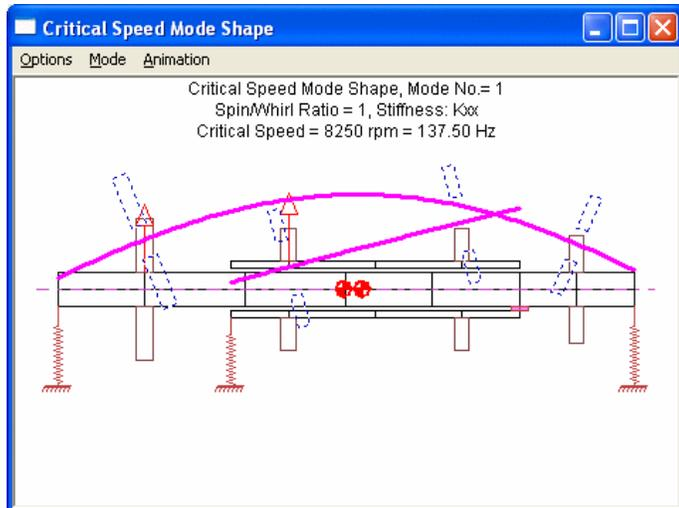 Critical Speed Mode Shape
Options Mode Animation
Critical Speed Mode Shape, Mode No.= 1
Spin/Whirl Ratio = 1, Stiffness: Kxx
Critical Speed = 8250 rpm = 137.50 Hz